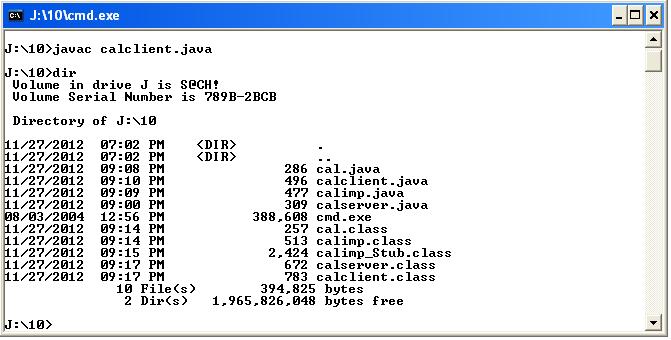 J:\10\cmd.exe
J:\10>javac calclient.java
J:\10>dir
Volume in drive J is S@CH!
Volume Serial Number is 789B-2BCB
Directory of J:\10
11/27/2012  07:02 PM    <DIR>          .
11/27/2012  07:02 PM    <DIR>          ..
11/27/2012  09:08 PM               286 cal.java
11/27/2012  09:10 PM               496 calclient.java
11/27/2012  09:09 PM               477 calimp.java
11/27/2012  09:00 PM               309 calserver.java
08/03/2004  12:56 PM           388,608 cmd.exe
11/27/2012  09:14 PM               257 cal.class
11/27/2012  09:14 PM               513 calimp.class
11/27/2012  09:15 PM             2,424 calimp_Stub.class
11/27/2012  09:17 PM               672 calserver.class
11/27/2012  09:17 PM               783 calclient.class
10 File(s)        394,825 bytes
2 Dir(s)   1,965,826,048 bytes free
J:\10>